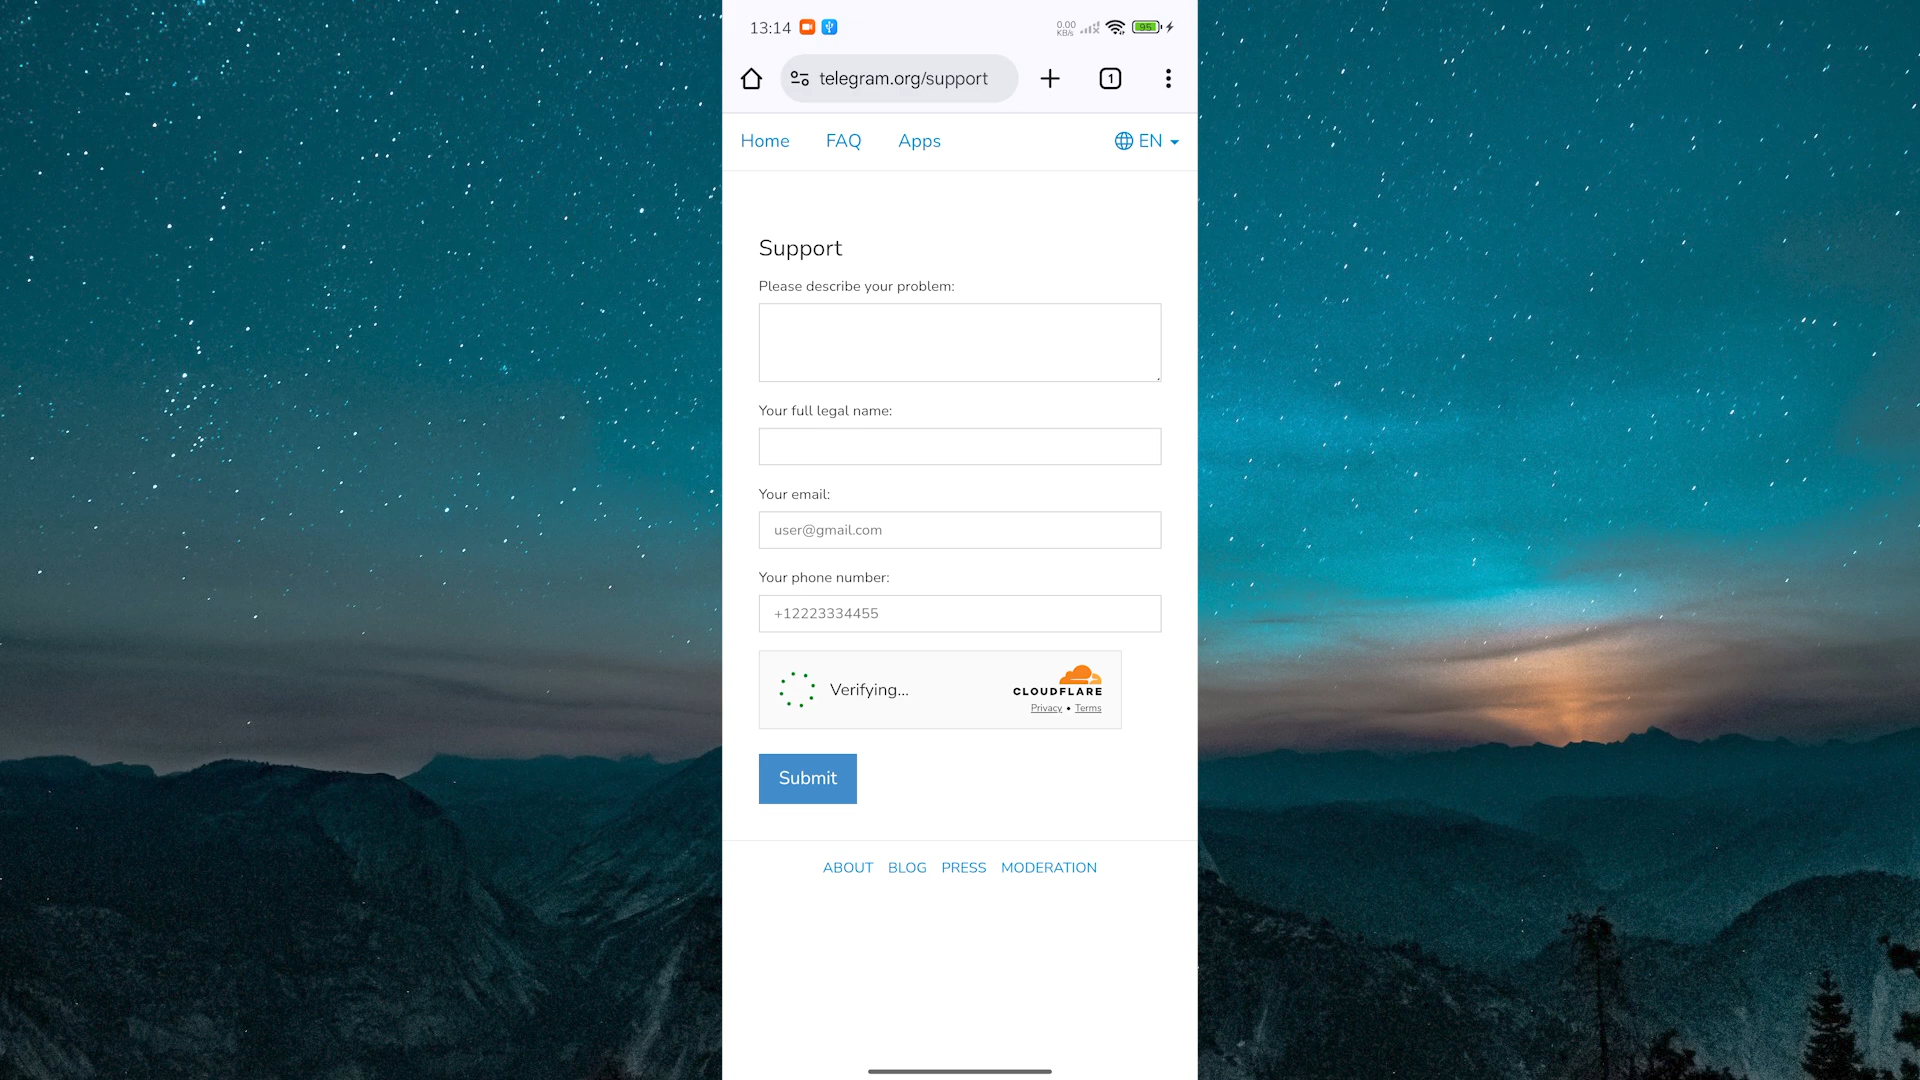 13:14
0.00
KB/s
95
telegram.org/support
1
Home FAQ Apps EN
Support
Please describe your problem:
Your full legal name:
Your email:
user@gmail.com
Your phone number:
+12223334455
Verifying...
CLOUDFLARE
Privacy • Terms
Submit
ABOUT BLOG PRESS MODERATION